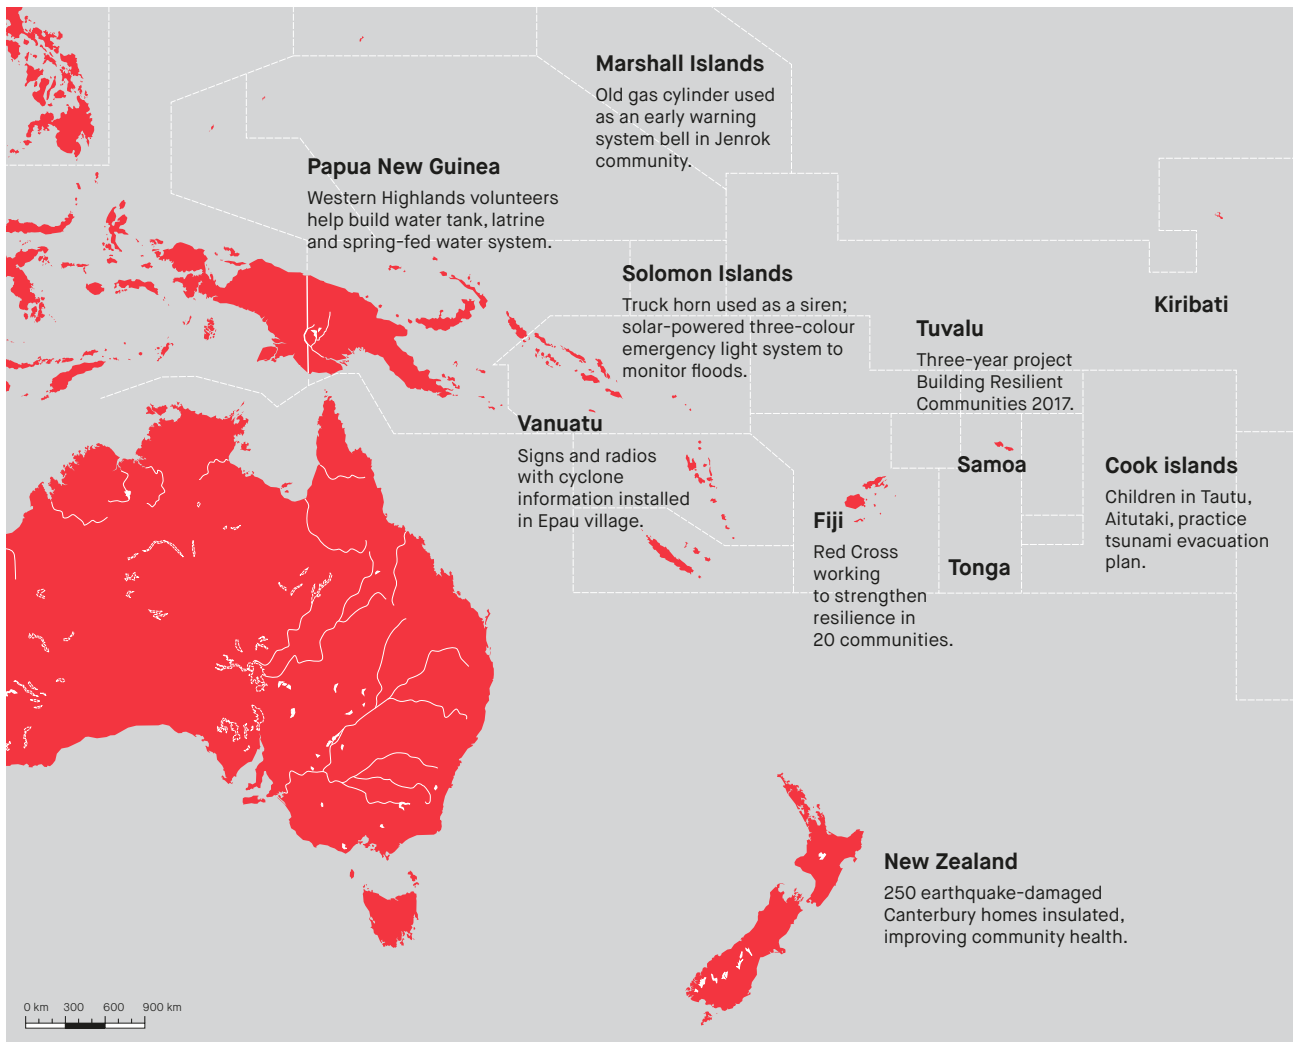 Marshall Islands
Old gas cylinder used
as an early warning
system bell in Jenrok
community.
Papua New Guinea
Western Highlands volunteers
help build water tank, latrine
and spring-fed water system.
Solomon Islands
Truck horn used as a siren;
solar-powered three-colour
emergency light system to
monitor floods.
Kiribati
Tuvalu
Three-year project
Building Resilient
Communities 2017.
Vanuatu
Signs and radios
with cyclone
information installed
in Epau village.
Samoa
Cook islands
Children in Tautu,
Aitutaki, practice
tsunami evacuation
plan.
Fiji
Red Cross
working
to strengthen
resilience in
20 communities.
Tonga
New Zealand
250 earthquake-damaged
Canterbury homes insulated,
improving community health.
0 km 300 600 900 km